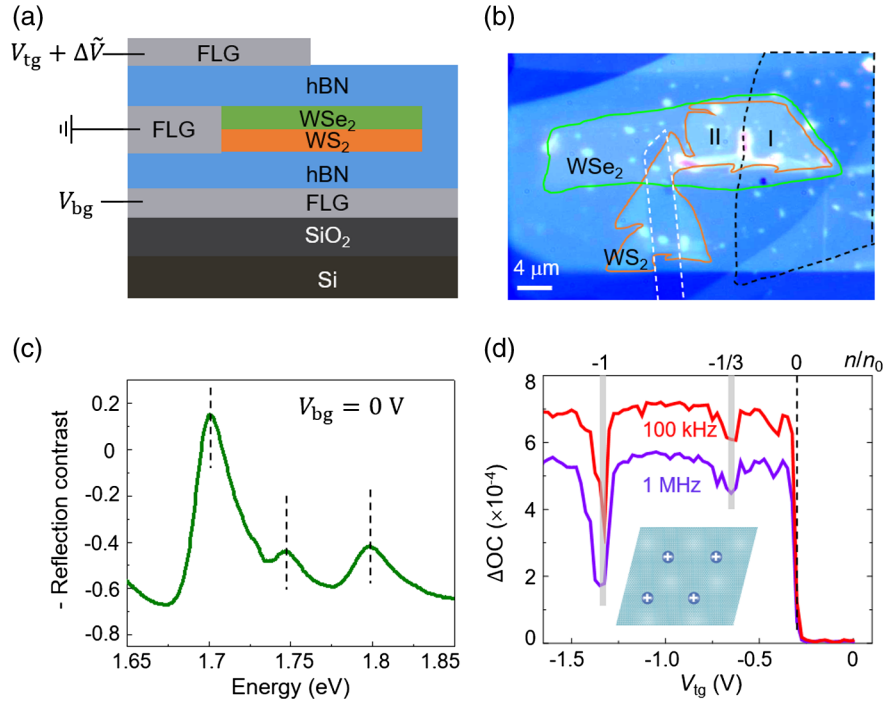 (a)
V_tg + ΔṼ
FLG
hBN
WSe₂
FLG
WS₂
hBN
V_bg
FLG
SiO₂
Si
(b)
II
I
WSe₂
WS₂
4 μm
(c)
V_bg = 0 V
- Reflection contrast
0.2
0
-0.2
-0.4
-0.6
-0.8
1.65
1.7
1.75
1.8
1.85
Energy (eV)
(d)
-1
-1/3
0
n/n₀
ΔOC (×10⁻⁴)
8
6
4
2
0
100 kHz
1 MHz
+ +
+ +
-1.5
-1.0
-0.5
0
V_tg (V)